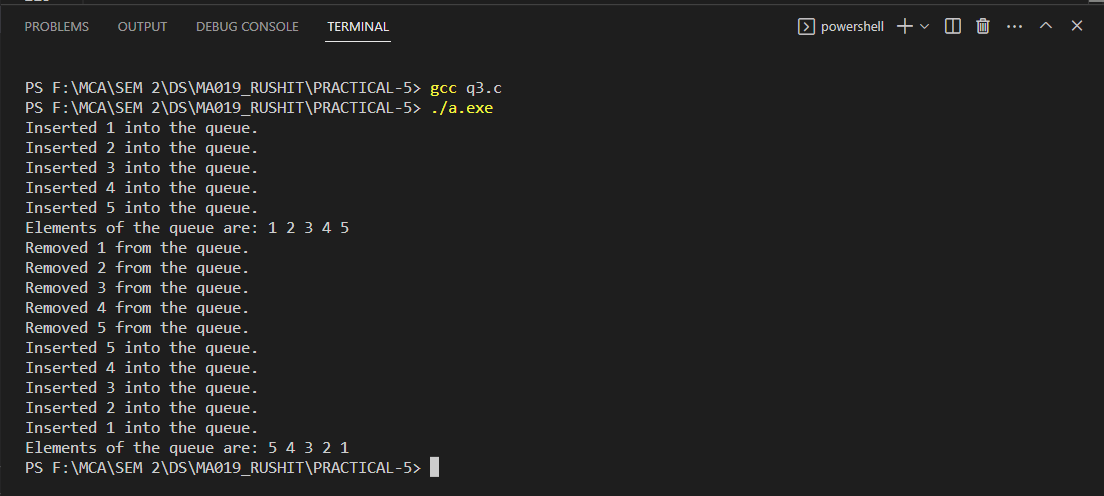 PROBLEMS OUTPUT DEBUG CONSOLE TERMINAL powershell
PS F:\MCA\SEM 2\DS\MA019_RUSHIT\PRACTICAL-5> gcc q3.c
PS F:\MCA\SEM 2\DS\MA019_RUSHIT\PRACTICAL-5> ./a.exe
Inserted 1 into the queue.
Inserted 2 into the queue.
Inserted 3 into the queue.
Inserted 4 into the queue.
Inserted 5 into the queue.
Elements of the queue are: 1 2 3 4 5
Removed 1 from the queue.
Removed 2 from the queue.
Removed 3 from the queue.
Removed 4 from the queue.
Removed 5 from the queue.
Inserted 5 into the queue.
Inserted 4 into the queue.
Inserted 3 into the queue.
Inserted 2 into the queue.
Inserted 1 into the queue.
Elements of the queue are: 5 4 3 2 1
PS F:\MCA\SEM 2\DS\MA019_RUSHIT\PRACTICAL-5>